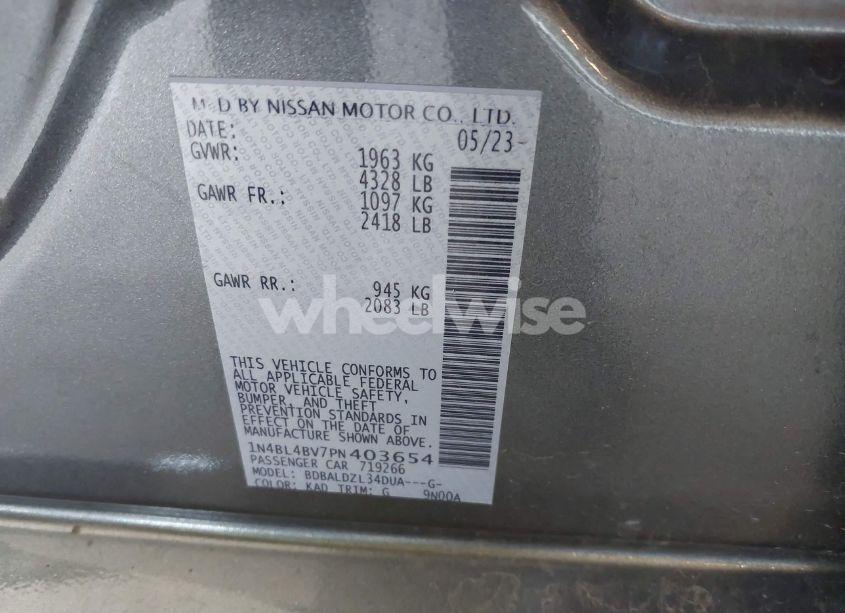 MFD BY NISSAN MOTOR CO., LTD.
DATE: 05/23
GVWR: 1963 KG
4328 LB
GAWR FR.: 1097 KG
2418 LB
GAWR RR.: 945 KG
2083 LB
wheelwise
THIS VEHICLE CONFORMS TO
ALL APPLICABLE FEDERAL
MOTOR VEHICLE SAFETY,
BUMPER, AND THEFT
PREVENTION STANDARDS IN
EFFECT ON THE DATE OF
MANUFACTURE SHOWN ABOVE.
1N4BL4BV7PN403654
PASSENGER CAR 719266
MODEL: BDBALDZL34DUA---G-
COLOR: KAD TRIM: G 9N00A